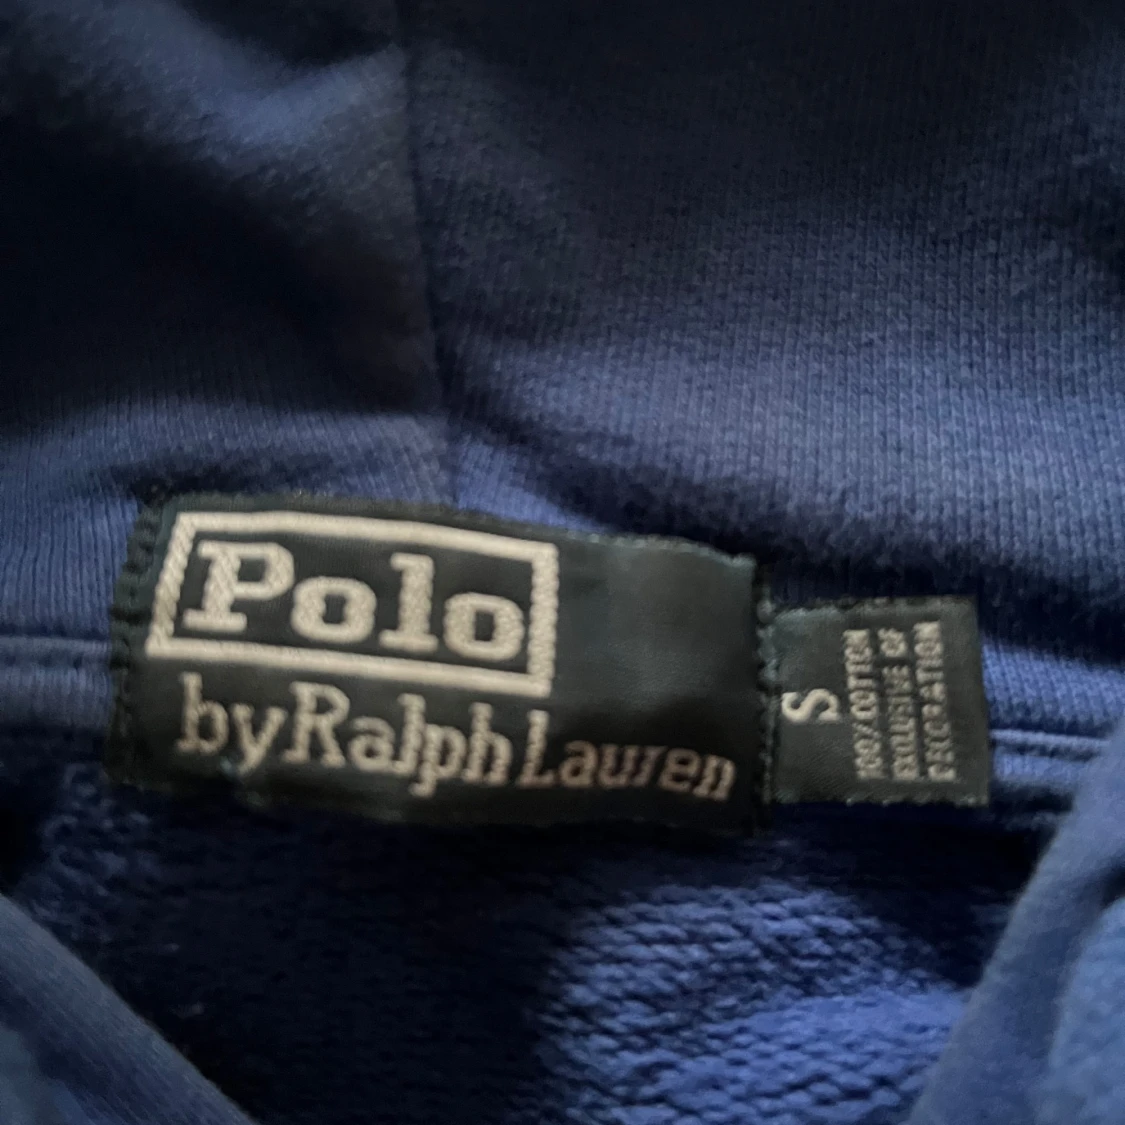 Polo
by Ralph Lauren
S
100% COTTON
EXCLUSIVE OF
DECORATION